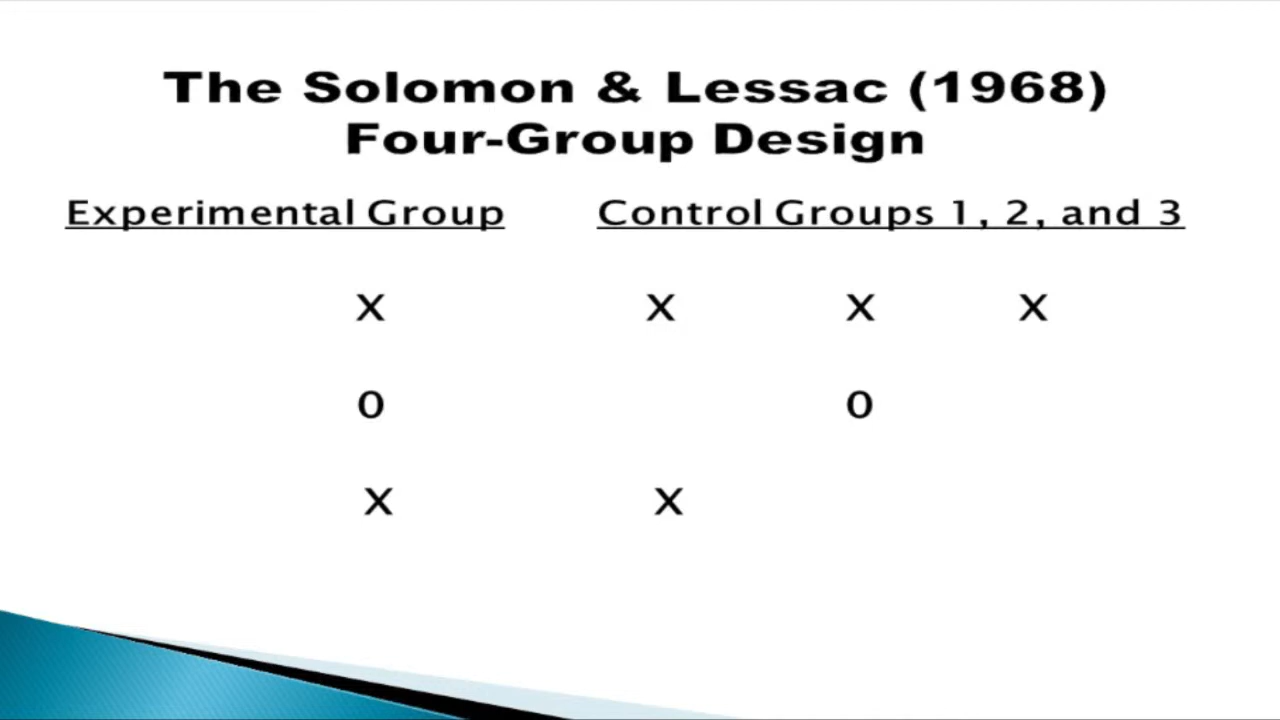 The Solomon & Lessac (1968)
Four-Group Design
Experimental Group Control Groups 1, 2, and 3
X X X X
0 0
X X